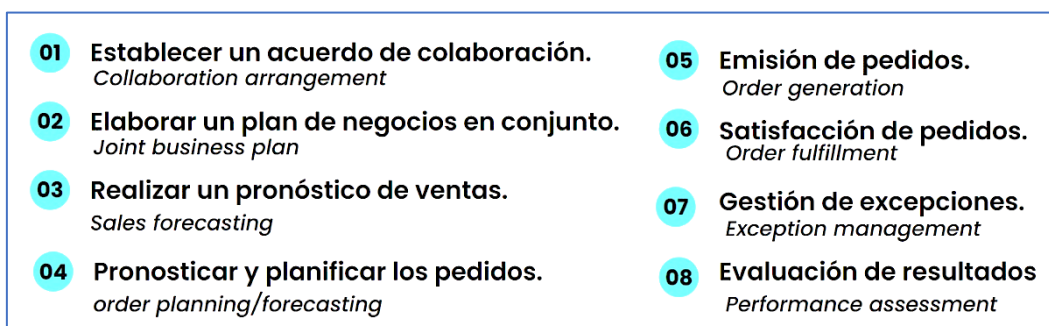 01 Establecer un acuerdo de colaboración.
Collaboration arrangement
02 Elaborar un plan de negocios en conjunto.
Joint business plan
03 Realizar un pronóstico de ventas.
Sales forecasting
04 Pronosticar y planificar los pedidos.
order planning/forecasting
05 Emisión de pedidos.
Order generation
06 Satisfacción de pedidos.
Order fulfillment
07 Gestión de excepciones.
Exception management
08 Evaluación de resultados
Performance assessment